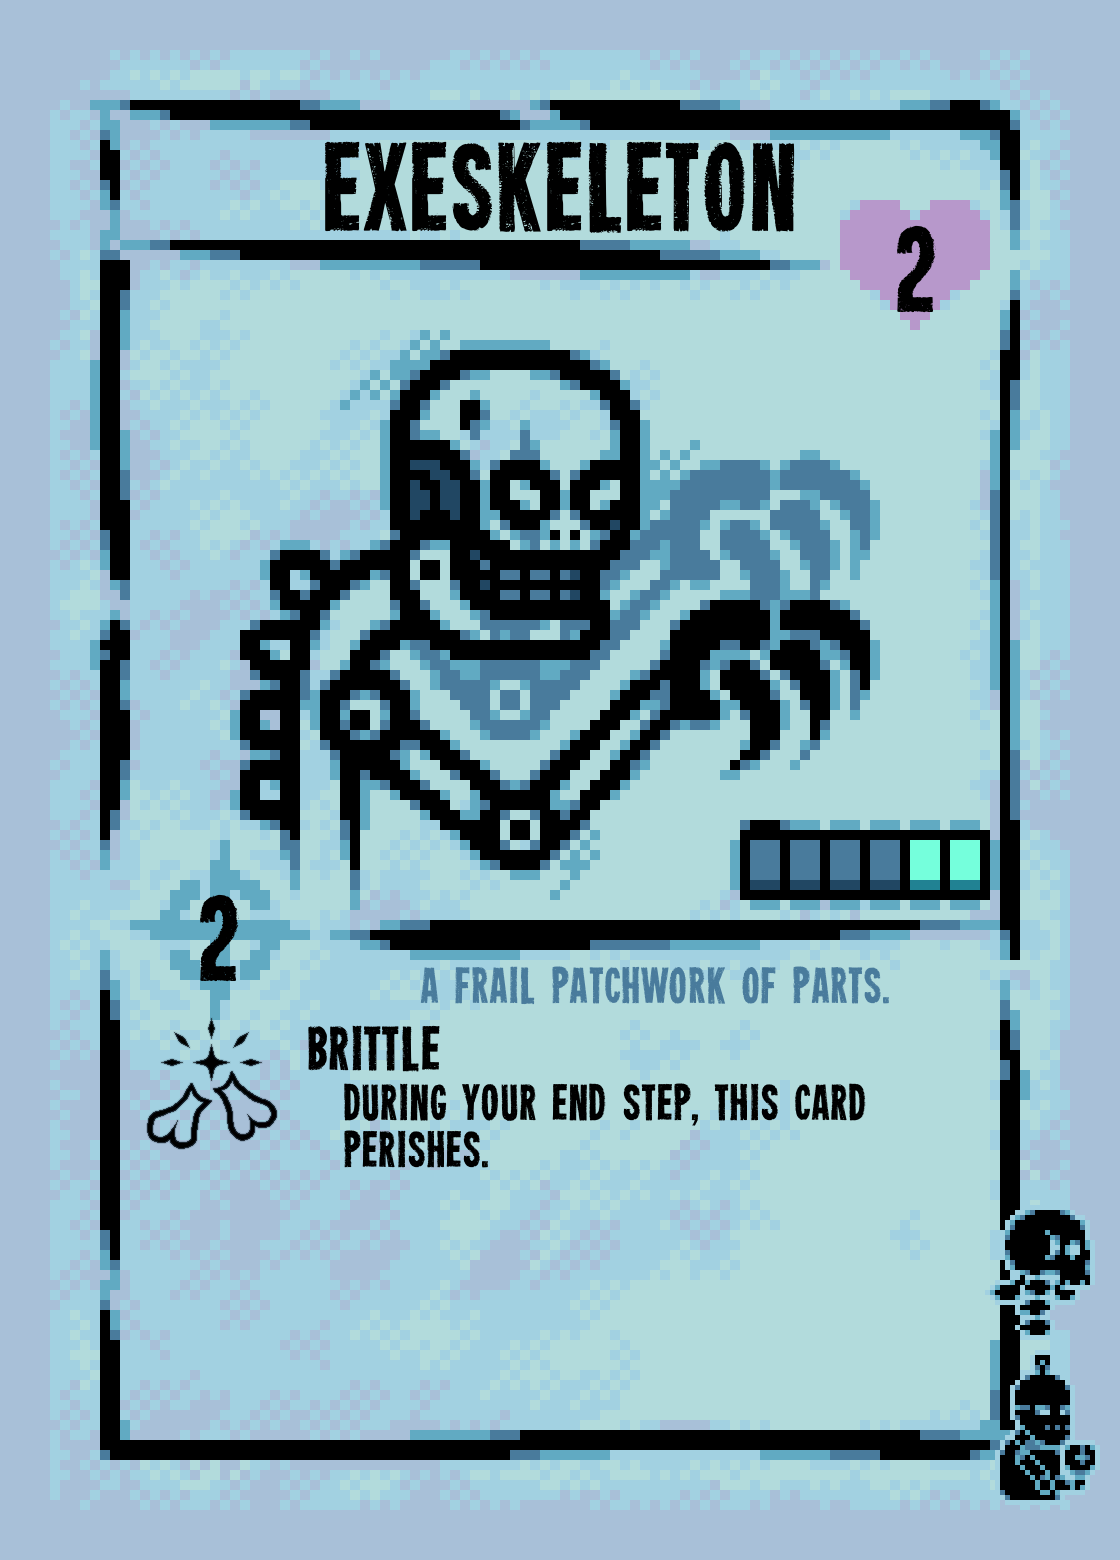 EXESKELETON
2
2
A FRAIL PATCHWORK OF PARTS.
BRITTLE
DURING YOUR END STEP, THIS CARD
PERISHES.